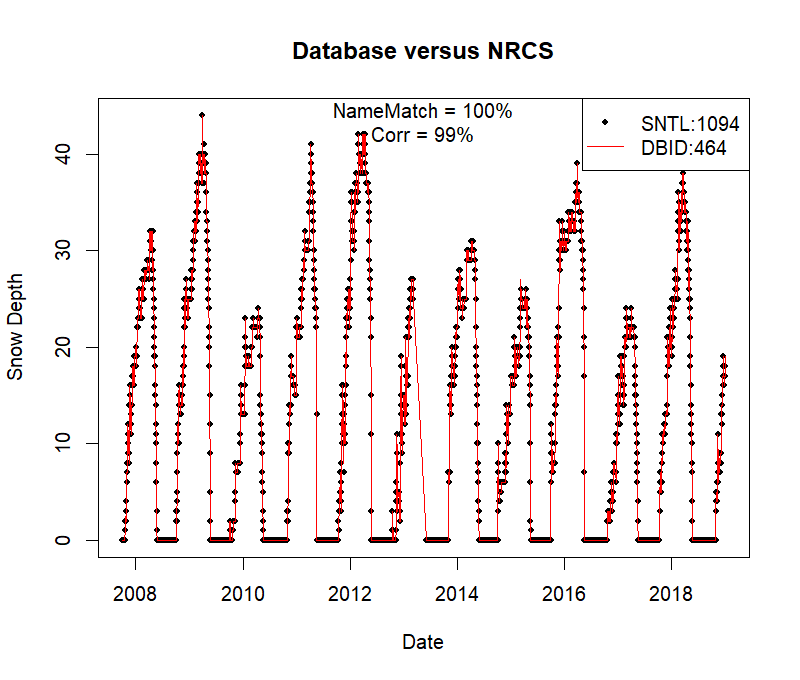 Database versus NRCS
NameMatch = 100%
Corr = 99%
SNTL:1094
DBID:464
Snow Depth
40
30
20
10
0
2008 2010 2012 2014 2016 2018
Date